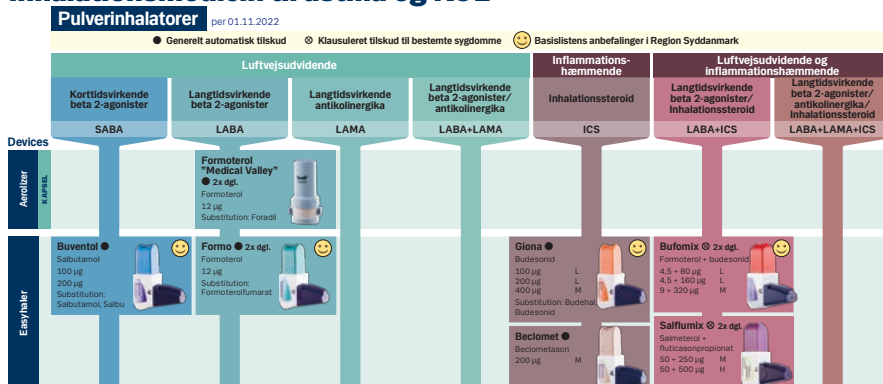 Pulverinhalatorer per 01.11.2022
● Generelt automatisk tilskud ⊗ Klausuleret tilskud til bestemte sygdomme Basislistens anbefalinger i Region Syddanmark
Luftvejsudvidende
Inflammations-
hæmmende
Luftvejsudvidende og
inflammationshæmmende
Korttidsvirkende
beta 2-agonister
SABA
Langtidsvirkende
beta 2-agonister
LABA
Langtidsvirkende
antikolinergika
LAMA
Langtidsvirkende
beta 2-agonister/
antikolinergika
LABA+LAMA
Inhalationssteroid
ICS
Langtidsvirkende
beta 2-agonister/
Inhalationssteroid
LABA+ICS
Langtidsvirkende
beta 2-agonister/
antikolinergika/
Inhalationssteroid
LABA+LAMA+ICS
Devices
Aerolizer
KAPSEL
Formoterol
"Medical Valley"
● 2x dgl.
Formoterol
12 µg
Substitution: Foradil
Easyhaler
Buventol ●
Salbutamol
100 µg
200 µg
Substitution:
Salbutamol, Salbu
Formo ● 2x dgl.
Formoterol
12 µg
Substitution:
Formoterolfumarat
Giona ●
Budesonid
100 µg L
200 µg L
400 µg M
Substitution: Budehal
Budesonid
Beclomet ●
Beclometason
200 µg M
Bufomix ⊗ 2x dgl.
Formoterol + budesonid
4,5 + 80 µg L
4,5 + 160 µg L
9 + 320 µg M
Salflumix ⊗ 2x dgl.
Salmeterol +
fluticasonpropionat
50 + 250 µg M
50 + 500 µg H